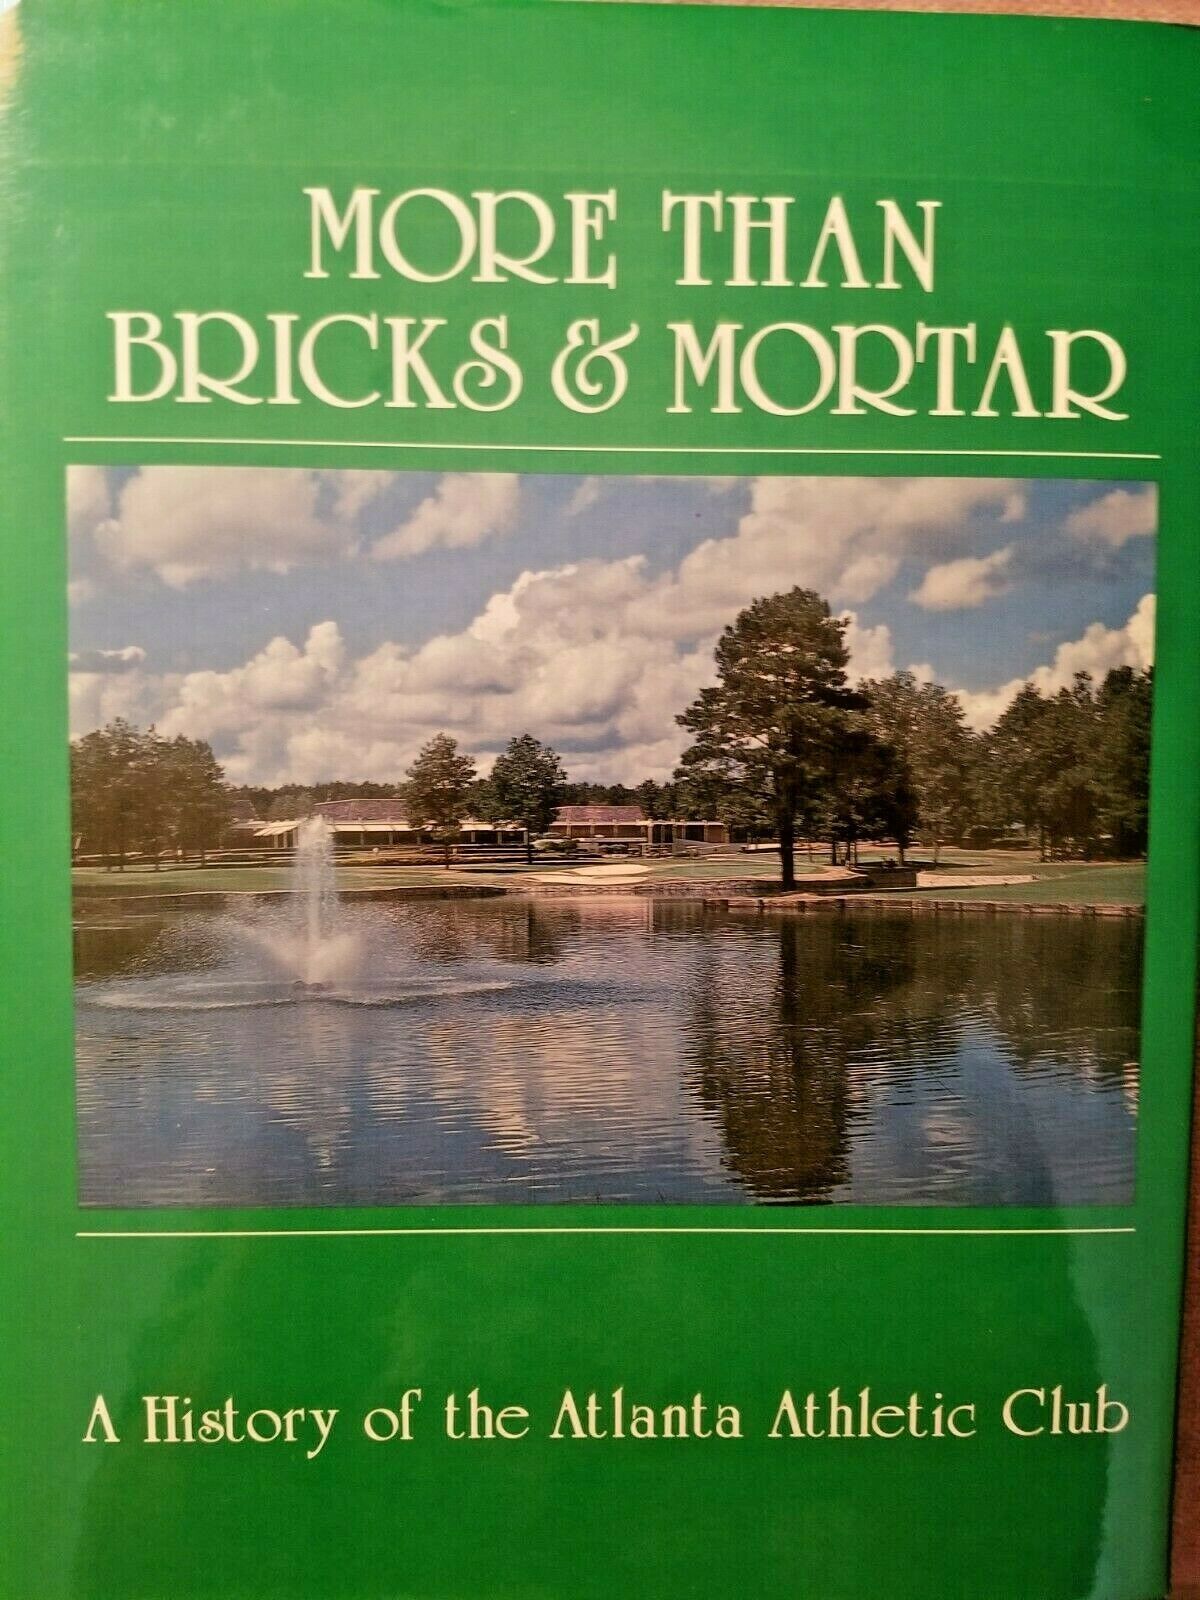 MORE THAN
BRICKS & MORTAR
A History of the Atlanta Athletic Club